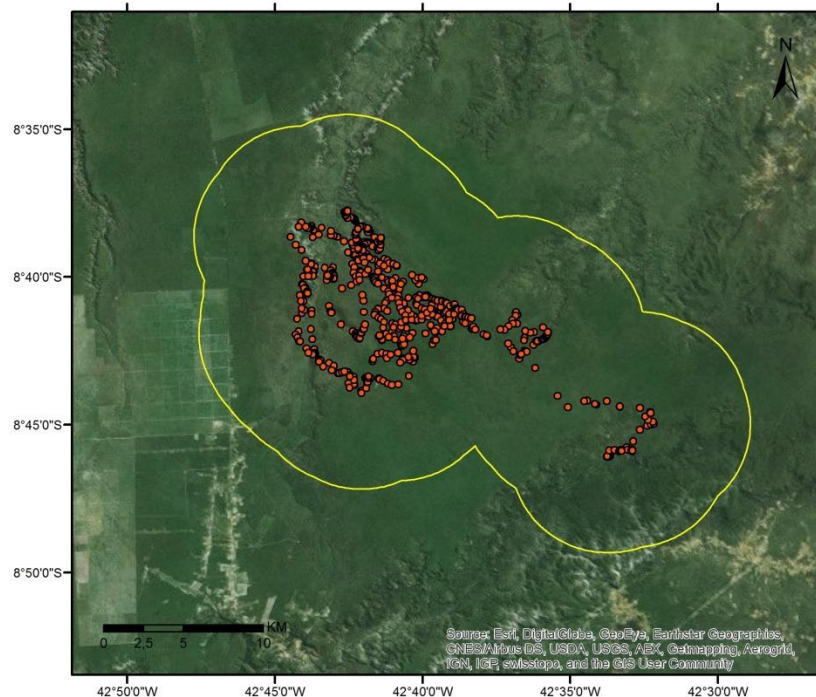 N
8°35'0"S
8°40'0"S
8°45'0"S
8°50'0"S
KM
0 2,5 5 10
Source: Esri, DigitalGlobe, GeoEye, Earthstar Geographics,
CNES/Airbus DS, USDA, USGS, AEX, Getmapping, Aerogrid,
IGN, IGP, swisstopo, and the GIS User Community
42°50'0"W 42°45'0"W 42°40'0"W 42°35'0"W 42°30'0"W